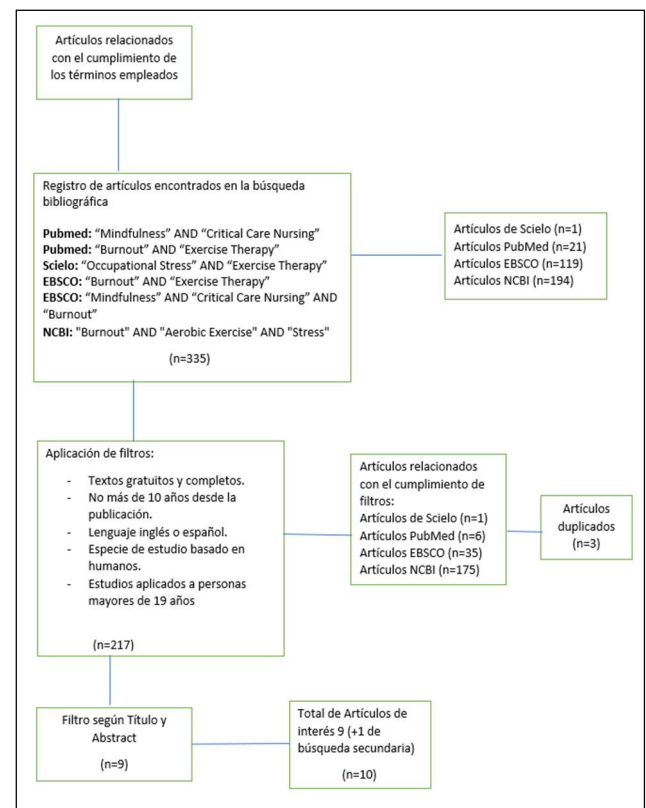 Artículos relacionados
con el cumplimiento de
los términos empleados
Registro de artículos encontrados en la búsqueda
bibliográfica
Pubmed: “Mindfulness” AND “Critical Care Nursing”
Pubmed: “Burnout” AND “Exercise Therapy”
Scielo: “Occupational Stress” AND “Exercise Therapy”
EBSCO: “Burnout” AND “Exercise Therapy”
EBSCO: “Mindfulness” AND “Critical Care Nursing” AND
“Burnout”
NCBI: "Burnout" AND "Aerobic Exercise" AND "Stress"
(n=335)
Artículos de Scielo (n=1)
Artículos PubMed (n=21)
Artículos EBSCO (n=119)
Artículos NCBI (n=194)
Aplicación de filtros:
- Textos gratuitos y completos.
- No más de 10 años desde la
publicación.
- Lenguaje inglés o español.
- Especie de estudio basado en
humanos.
- Estudios aplicados a personas
mayores de 19 años
(n=217)
Artículos relacionados
con el cumplimiento de
filtros:
Artículos de Scielo (n=1)
Artículos PubMed (n=6)
Artículos EBSCO (n=35)
Artículos NCBI (n=175)
Artículos
duplicados
(n=3)
Filtro según Título y
Abstract
(n=9)
Total de Artículos de
interés 9 (+1 de
búsqueda secundaria)
(n=10)